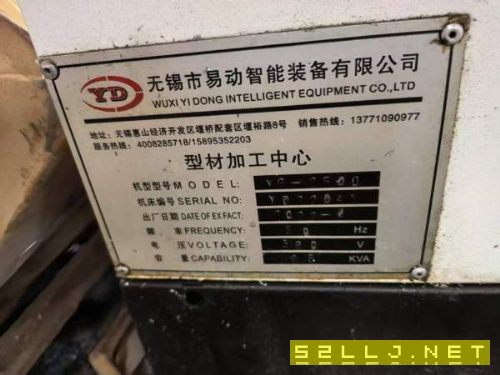 YD
无锡市易动智能装备有限公司
WUXI YI DONG INTELLIGENT EQUIPMENT CO.,LTD
地址:无锡惠山经济开发区堰桥配套区堰裕路8号 销售热线:13771090977
服务热线:4008285718/15895352203
型材加工中心
机型型号MODEL:
机床编号SERIAL NO:
出厂日期DATE OF EX FACT:
频 率FREQUENCY: 50 Hz
电 压VOLTAGE: 380 V
容 量CAPABILITY: KVA
52LLJ.NET